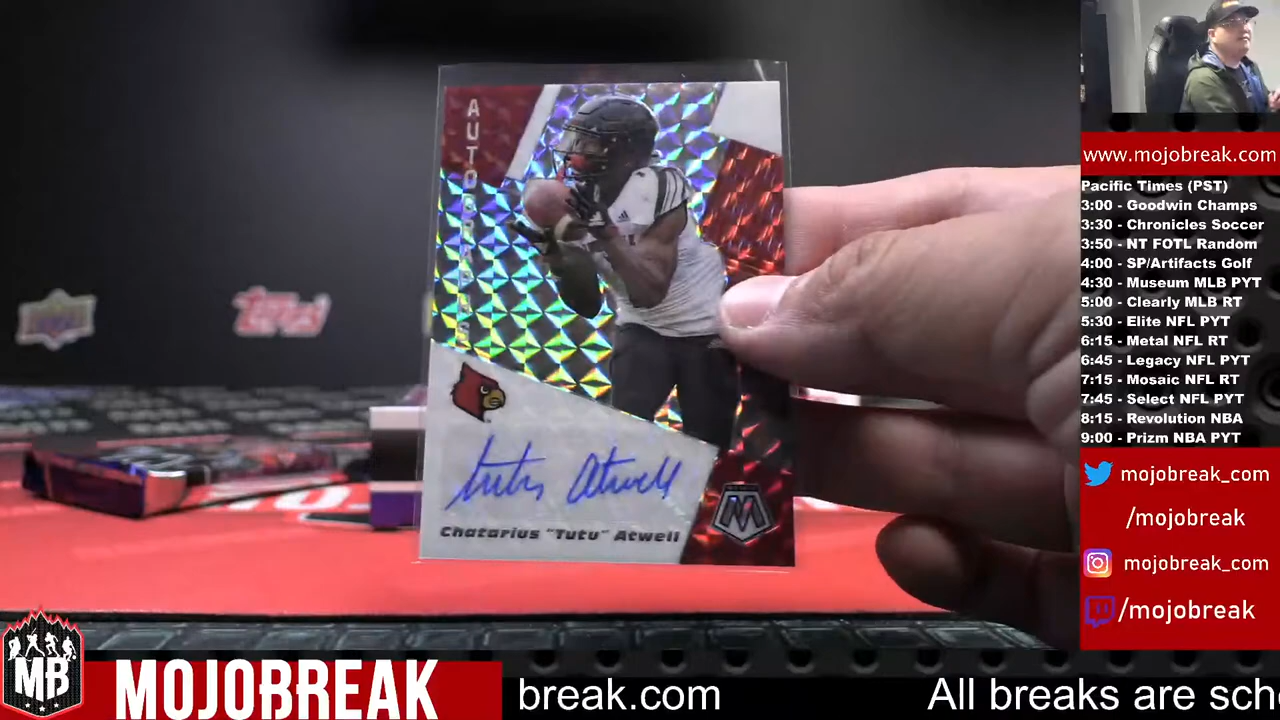 AUTOGRAPHS
tutu atwell
Chatarius "Tutu" Atwell
M
topps
www.mojobreak.com
Pacific Times (PST)
3:00 - Goodwin Champs
3:30 - Chronicles Soccer
3:50 - NT FOTL Random
4:00 - SP/Artifacts Golf
4:30 - Museum MLB PYT
5:00 - Clearly MLB RT
5:30 - Elite NFL PYT
6:15 - Metal NFL RT
6:45 - Legacy NFL PYT
7:15 - Mosaic NFL RT
7:45 - Select NFL PYT
8:15 - Revolution NBA
9:00 - Prizm NBA PYT
mojobreak_com
/mojobreak
mojobreak_com
/mojobreak
MB
MOJOBREAK
break.com
All breaks are sch